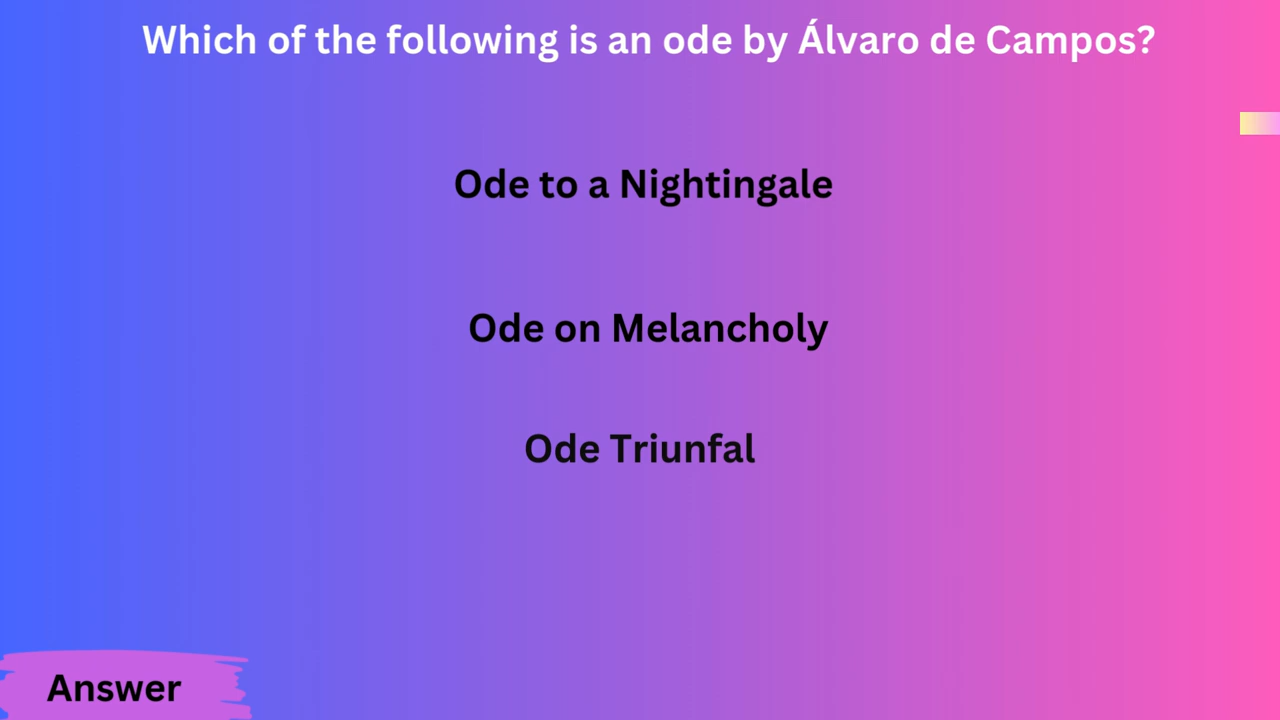 Which of the following is an ode by Álvaro de Campos?
Ode to a Nightingale
Ode on Melancholy
Ode Triunfal
Answer